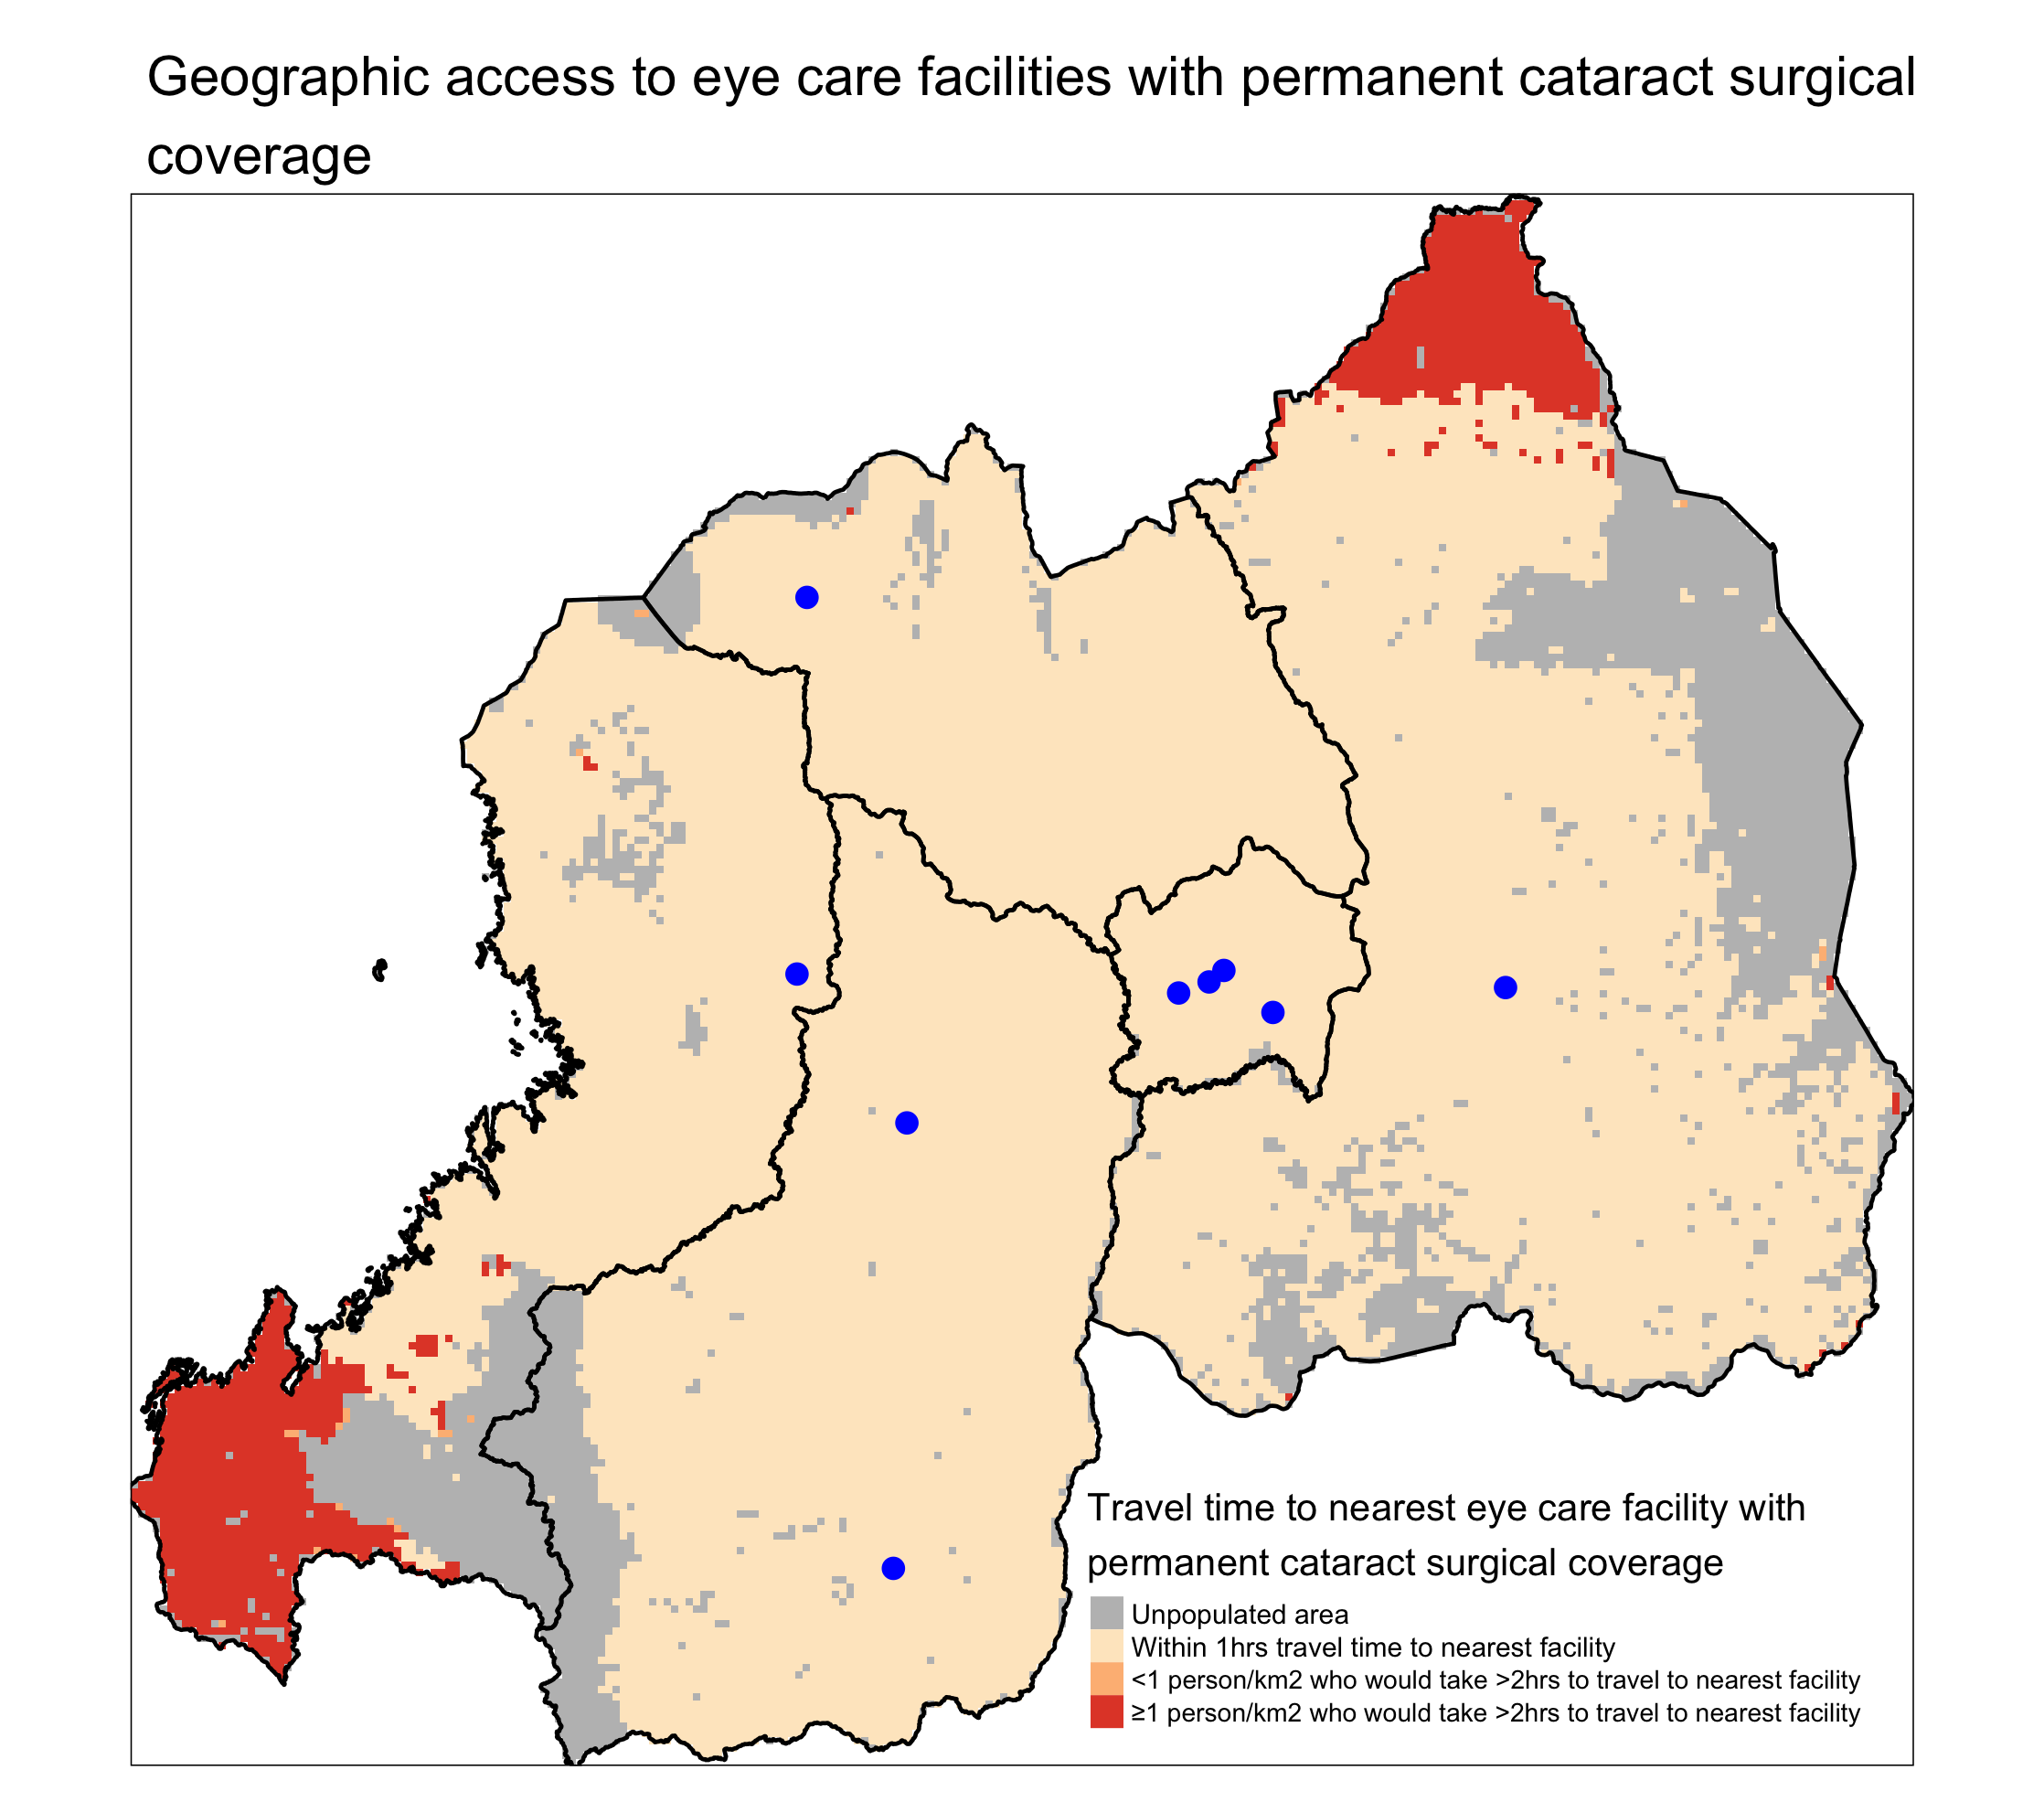 Geographic access to eye care facilities with permanent cataract surgical
coverage
Travel time to nearest eye care facility with
permanent cataract surgical coverage
Unpopulated area
Within 1hrs travel time to nearest facility
<1 person/km2 who would take >2hrs to travel to nearest facility
≥1 person/km2 who would take >2hrs to travel to nearest facility